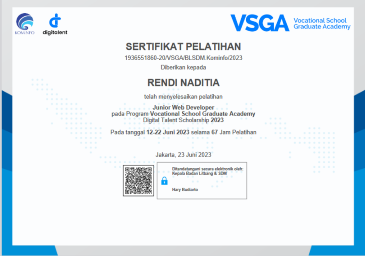 KOMINFO
digitalent
VSGA
Vocational School
Graduate Academy
SERTIFIKAT PELATIHAN
1936551860-20/VSGA/BLSDM.Kominfo/2023
Diberikan kepada
RENDI NADITIA
telah menyelesaikan pelatihan
Junior Web Developer
pada Program Vocational School Graduate Academy
Digital Talent Scholarship 2023
Pada tanggal 12-22 Juni 2023 selama 67 Jam Pelatihan
Jakarta, 23 Juni 2023
Ditandatangani secara elektronik oleh:
Kepala Badan Litbang & SDM
Hary Budiarto